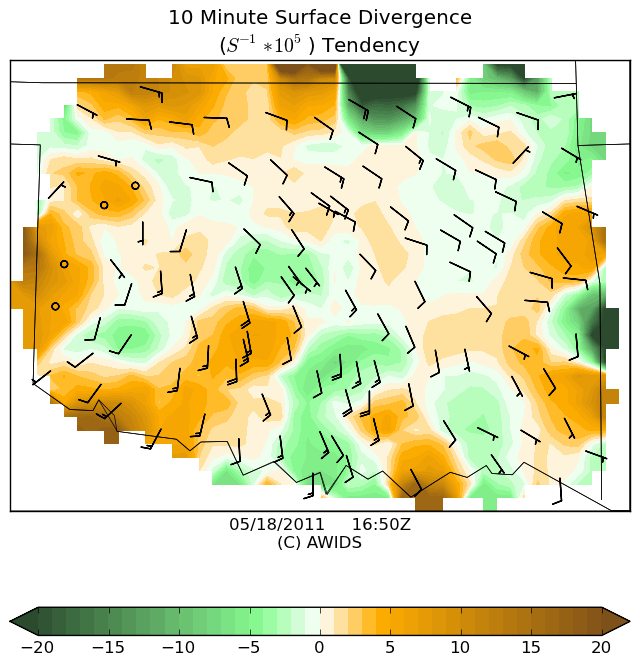 10 Minute Surface Divergence
(S⁻¹ *10⁵ ) Tendency
05/18/2011 16:50Z
(C) AWIDS
−20 −15 −10 −5 0 5 10 15 20